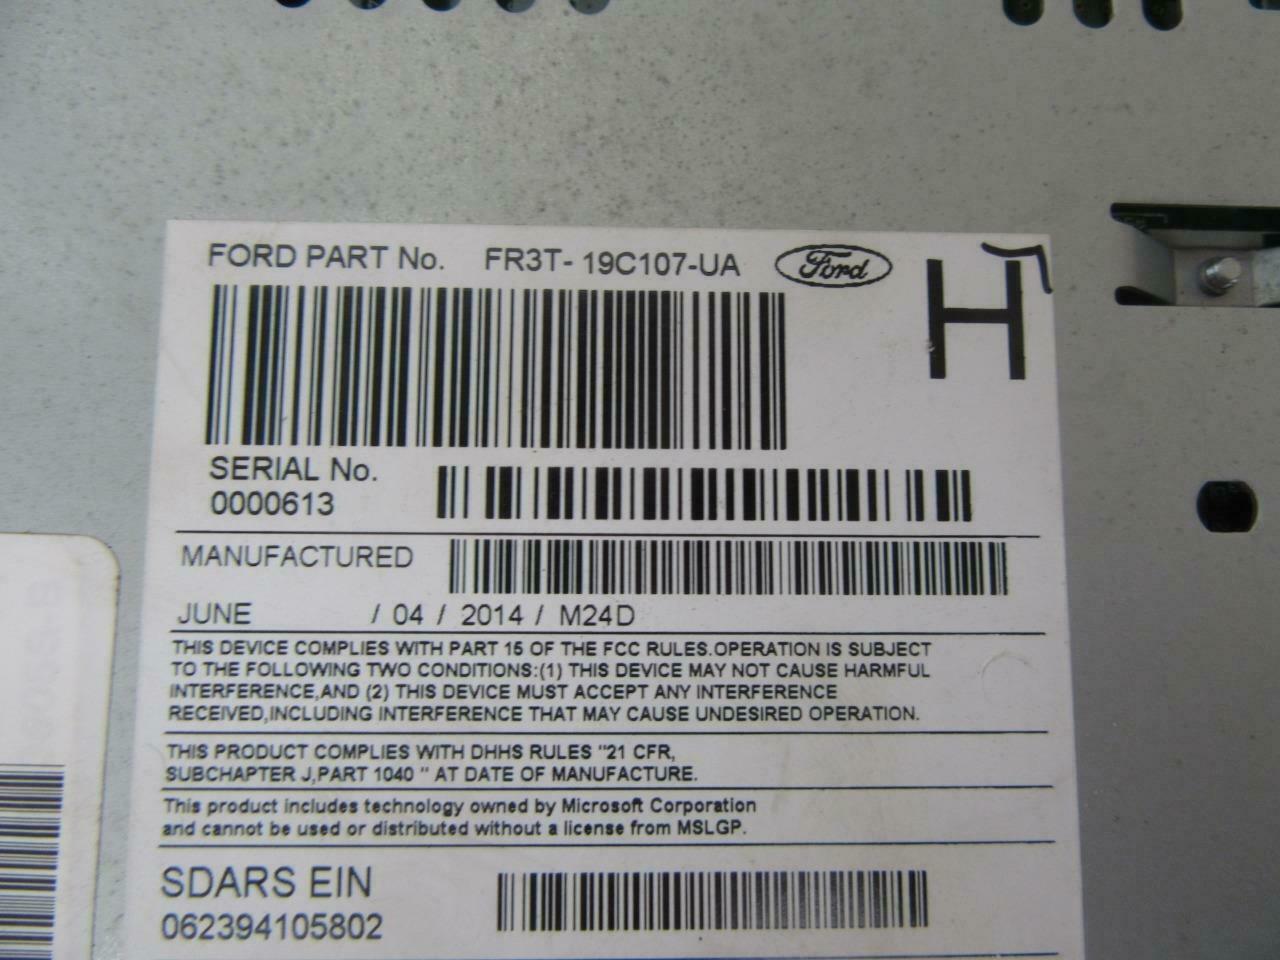 FORD PART No. FR3T- 19C107-UA Ford
H
SERIAL No.
0000613
MANUFACTURED
JUNE / 04 / 2014 / M24D
THIS DEVICE COMPLIES WITH PART 15 OF THE FCC RULES.OPERATION IS SUBJECT
TO THE FOLLOWING TWO CONDITIONS:(1) THIS DEVICE MAY NOT CAUSE HARMFUL
INTERFERENCE,AND (2) THIS DEVICE MUST ACCEPT ANY INTERFERENCE
RECEIVED,INCLUDING INTERFERENCE THAT MAY CAUSE UNDESIRED OPERATION.
THIS PRODUCT COMPLIES WITH DHHS RULES "21 CFR,
SUBCHAPTER J,PART 1040 " AT DATE OF MANUFACTURE.
This product includes technology owned by Microsoft Corporation
and cannot be used or distributed without a license from MSLGP.
SDARS EIN
062394105802